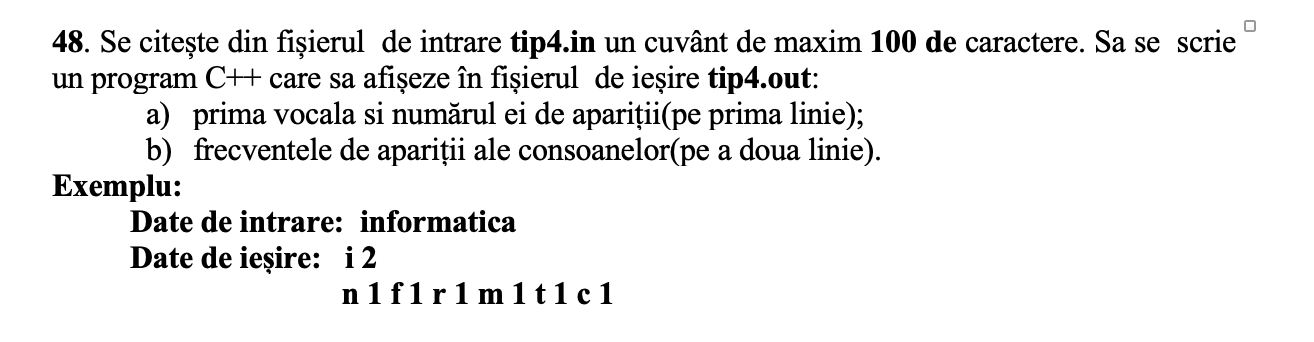 48. Se citește din fișierul de intrare tip4.in un cuvânt de maxim 100 de caractere. Sa se scrie
un program C++ care sa afișeze în fișierul de ieșire tip4.out:
a) prima vocala si numărul ei de apariții(pe prima linie);
b) frecventele de apariții ale consoanelor(pe a doua linie).
Exemplu:
Date de intrare: informatica
Date de ieșire: i 2
n 1 f 1 r 1 m 1 t 1 c 1